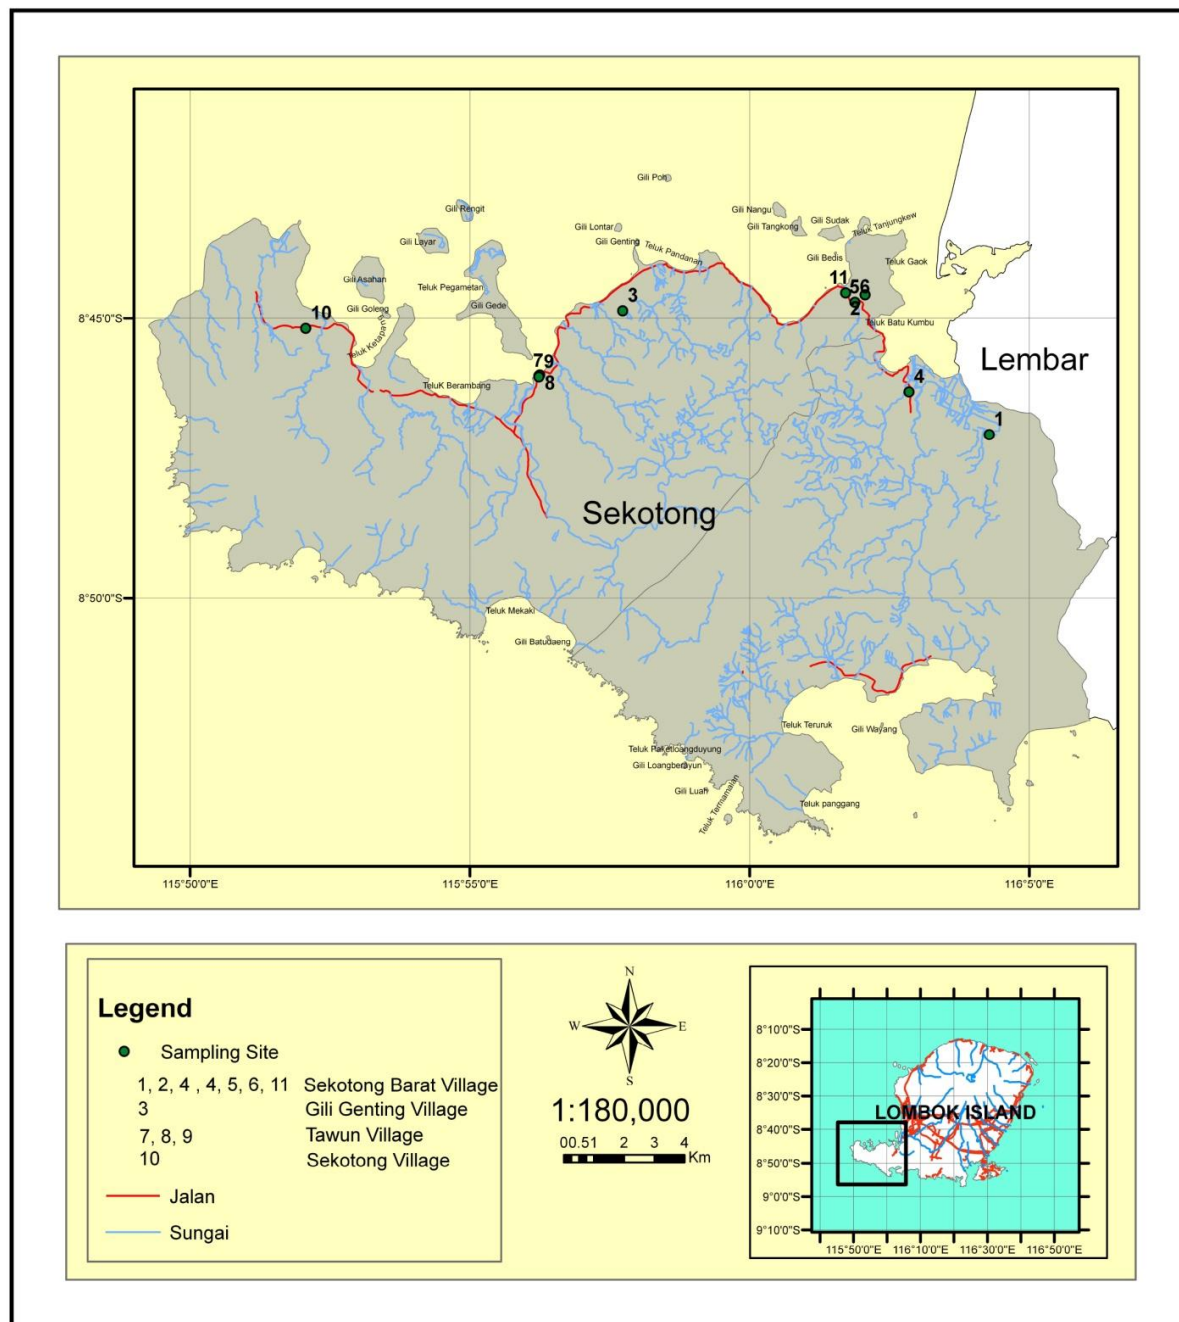 Gili Poh
Gili Rengit
Gili Nangu
Gili Sudak
Teluk Tanjungkew
Gili Lontar
Gili Tangkong
Gili Layar
Gili Genting
Teluk Pandanan
Gili Bedis
Teluk Gaok
Gili Asahan
Teluk Pegametan
11
56
Gili Goleng
Gili Gede
3
2
8°45'0"S
10
Teluk Ketapang
Teluk Batu Kumbu
79
8
TeluK Berambang
Lembar
4
1
Sekotong
8°50'0"S
Teluk Mekaki
Gili Batudaeng
Teluk Teruruk
Gili Wayang
Teluk Paketloangduyung
Gili Loangberayun
Gili Luah
Teluk Termamalan
Teluk panggang
115°50'0"E
115°55'0"E
116°0'0"E
116°5'0"E
Legend
Sampling Site
1, 2, 4 , 4, 5, 6, 11 Sekotong Barat Village
3 Gili Genting Village
7, 8, 9 Tawun Village
10 Sekotong Village
Jalan
Sungai
N
W E
S
1:180,000
00.51 2 3 4
Km
8°10'0"S
8°20'0"S
8°30'0"S
LOMBOK ISLAND
8°40'0"S
8°50'0"S
9°0'0"S
9°10'0"S
115°50'0"E 116°10'0"E 116°30'0"E 116°50'0"E